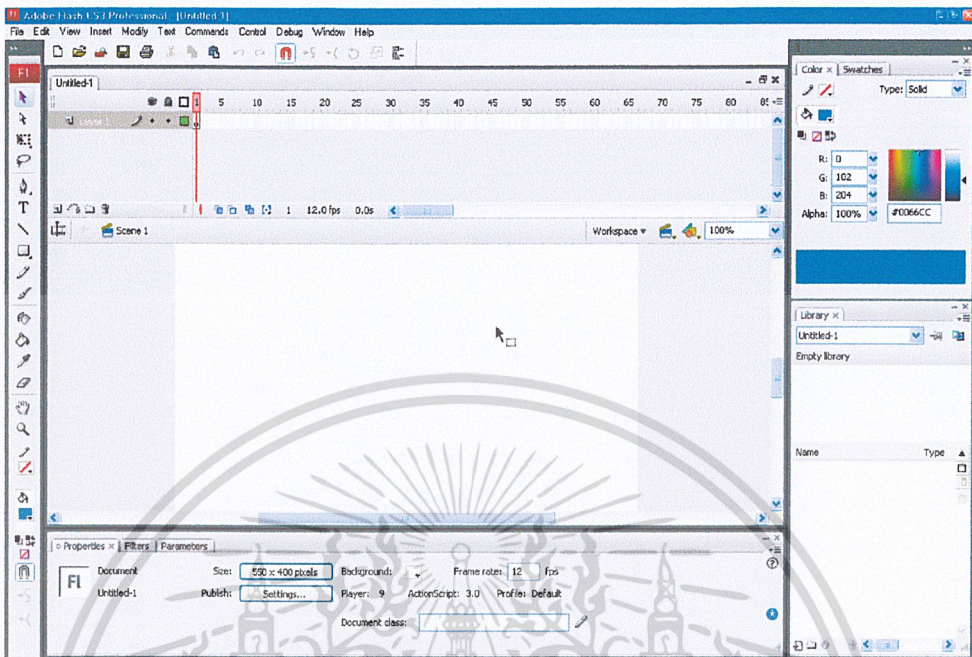 Adobe Flash CS3 Professional - [Untitled-1]
File Edit View Insert Modify Text Commands Control Debug Window Help
Fl
Untitled-1
1 5 10 15 20 25 30 35 40 45 50 55 60 65 70 75 80 85
Layer 1
1 12.0 fps 0.0s
Scene 1
Workspace 100%
Color × Swatches
Type: Solid
R: 0
G: 102
B: 204
Alpha: 100% #0066CC
Library ×
Untitled-1
Empty library
Name Type
Properties × Filters Parameters
Fl
Document Size: 550 × 400 pixels Background: Frame rate: 12 fps
Untitled-1 Publish: Settings... Player: 9 ActionScript: 3.0 Profile: Default
Document class: